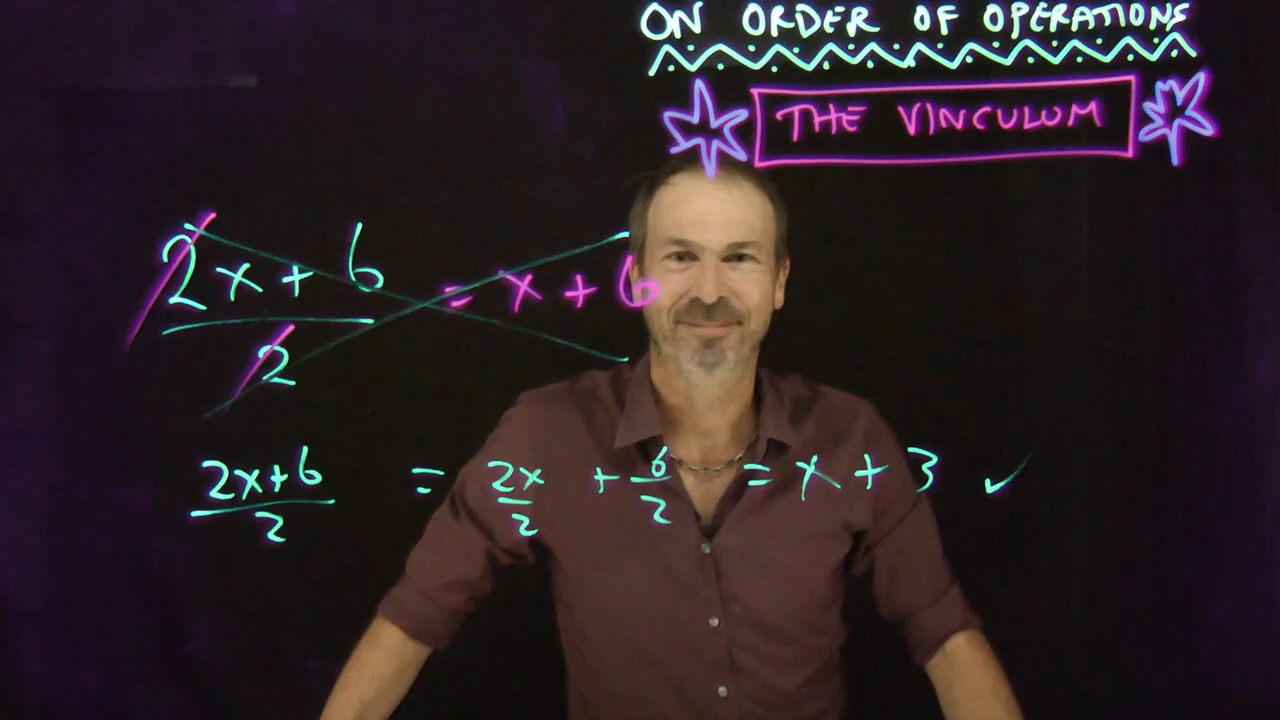 ON ORDER OF OPERATIONS
THE VINCULUM
2x + 6 / 2 = x + 6
2x+6 / 2 = 2x / 2 + 6 / 2 = x + 3 ✓